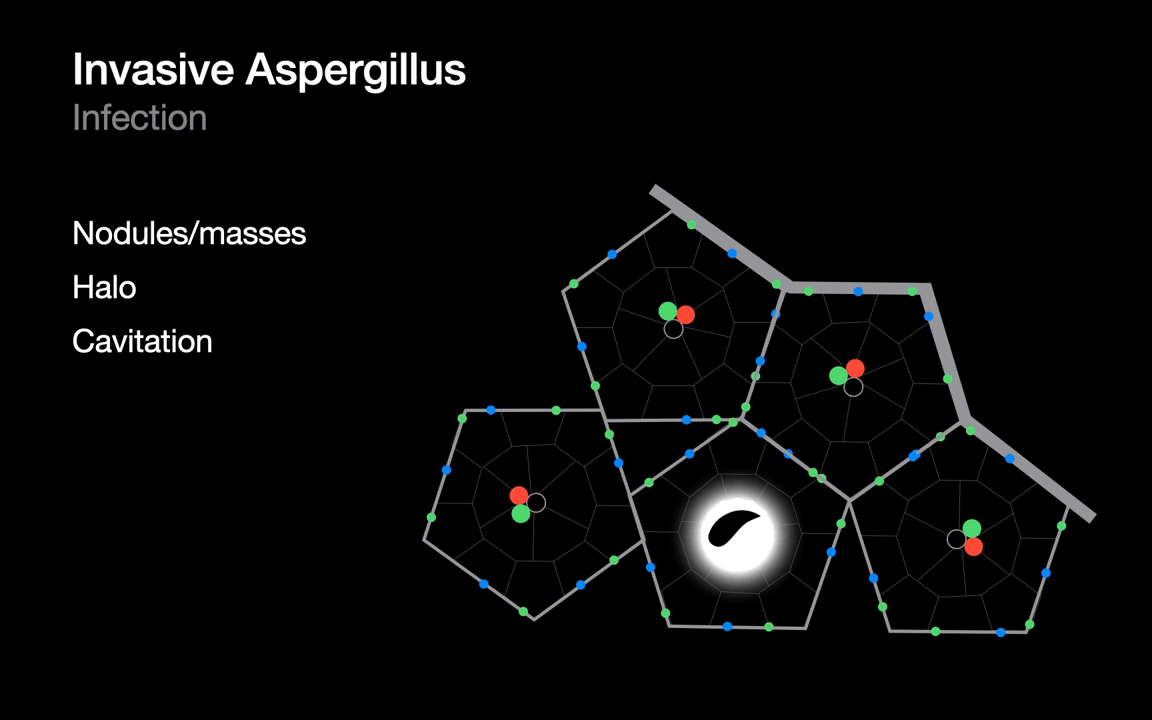 Invasive Aspergillus
Infection
Nodules/masses
Halo
Cavitation